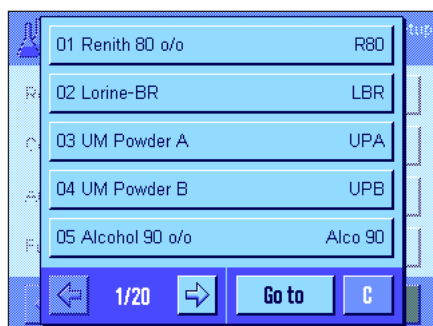 tup
01 Renith 80 o/o R80
02 Lorine-BR LBR
03 UM Powder A UPA
04 UM Powder B UPB
05 Alcohol 90 o/o Alco 90
1/20 Go to C